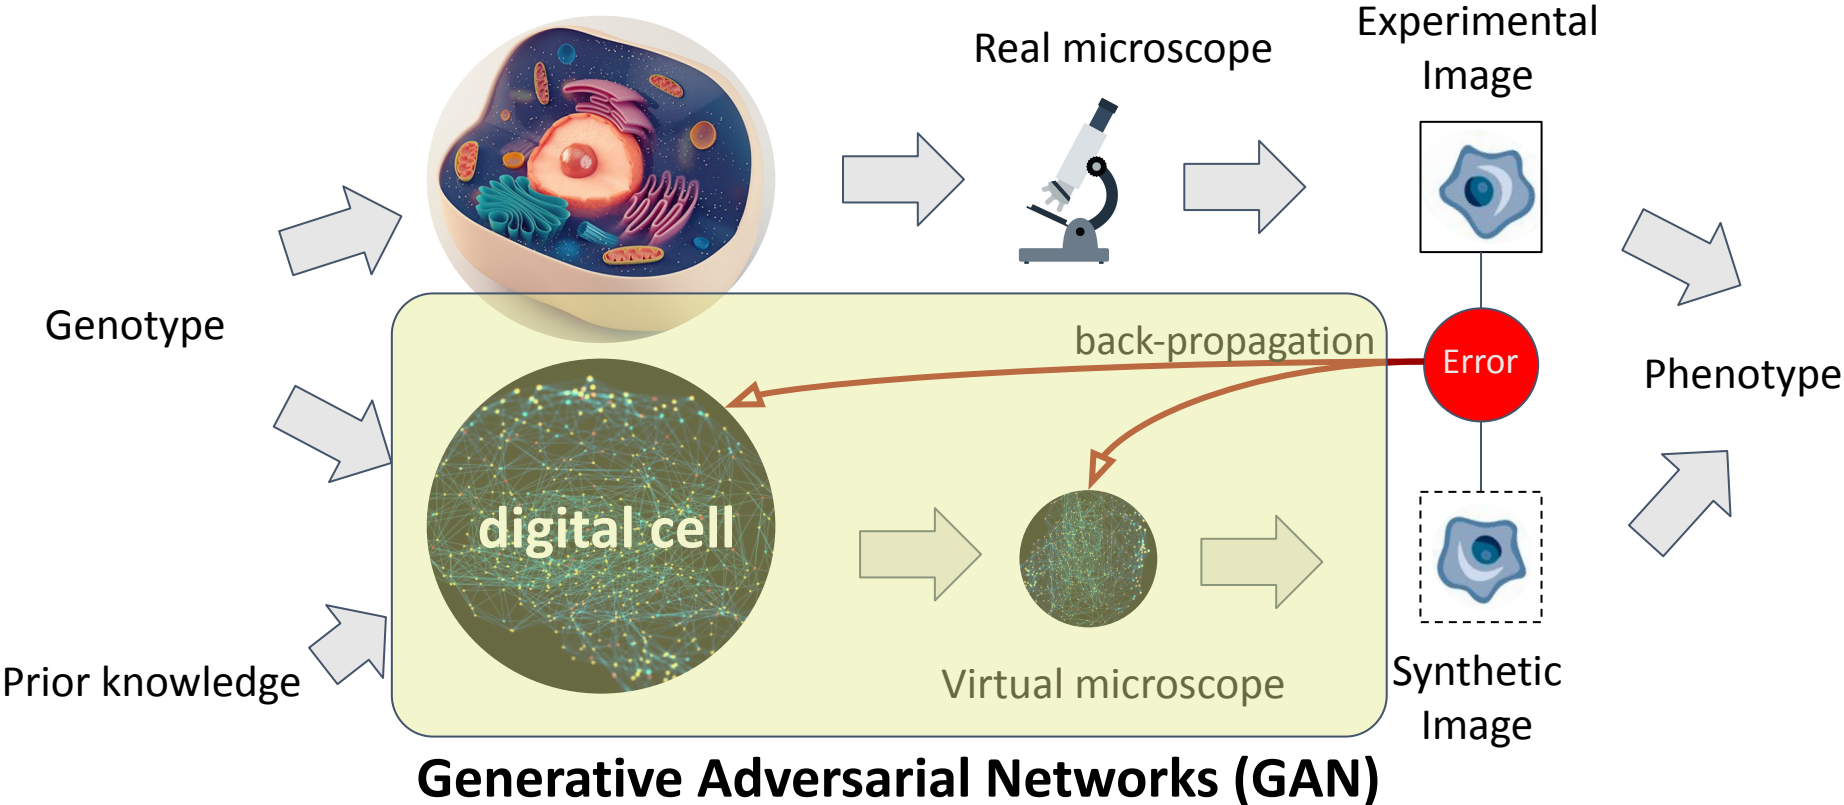 Experimental
Image
Real microscope
Genotype
back-propagation
Error
Phenotype
digital cell
Prior knowledge
Virtual microscope
Synthetic
Image
Generative Adversarial Networks (GAN)